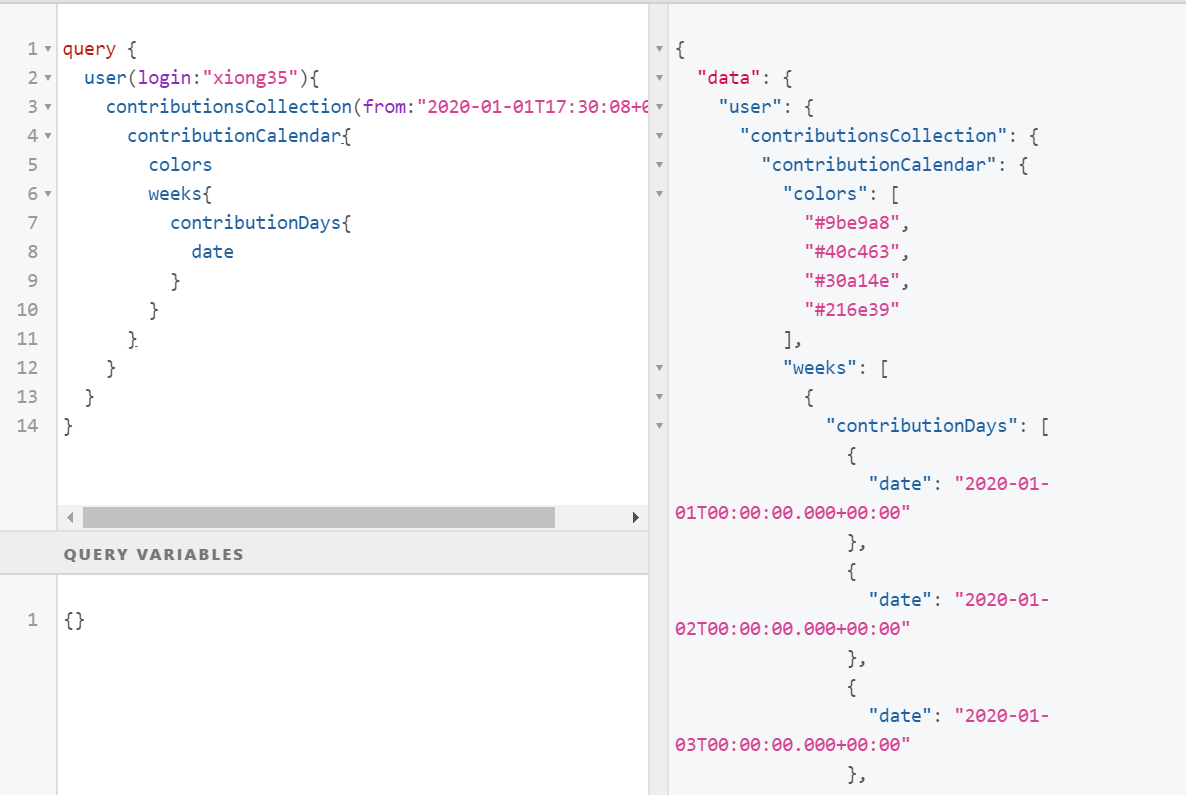 1 query {
2 user(login:"xiong35"){
3 contributionsCollection(from:"2020-01-01T17:30:08+0
4 contributionCalendar{
5 colors
6 weeks{
7 contributionDays{
8 date
9 }
10 }
11 }
12 }
13 }
14 }
QUERY VARIABLES
1 {}
{
"data": {
"user": {
"contributionsCollection": {
"contributionCalendar": {
"colors": [
"#9be9a8",
"#40c463",
"#30a14e",
"#216e39"
],
"weeks": [
{
"contributionDays": [
{
"date": "2020-01-
01T00:00:00.000+00:00"
},
{
"date": "2020-01-
02T00:00:00.000+00:00"
},
{
"date": "2020-01-
03T00:00:00.000+00:00"
},